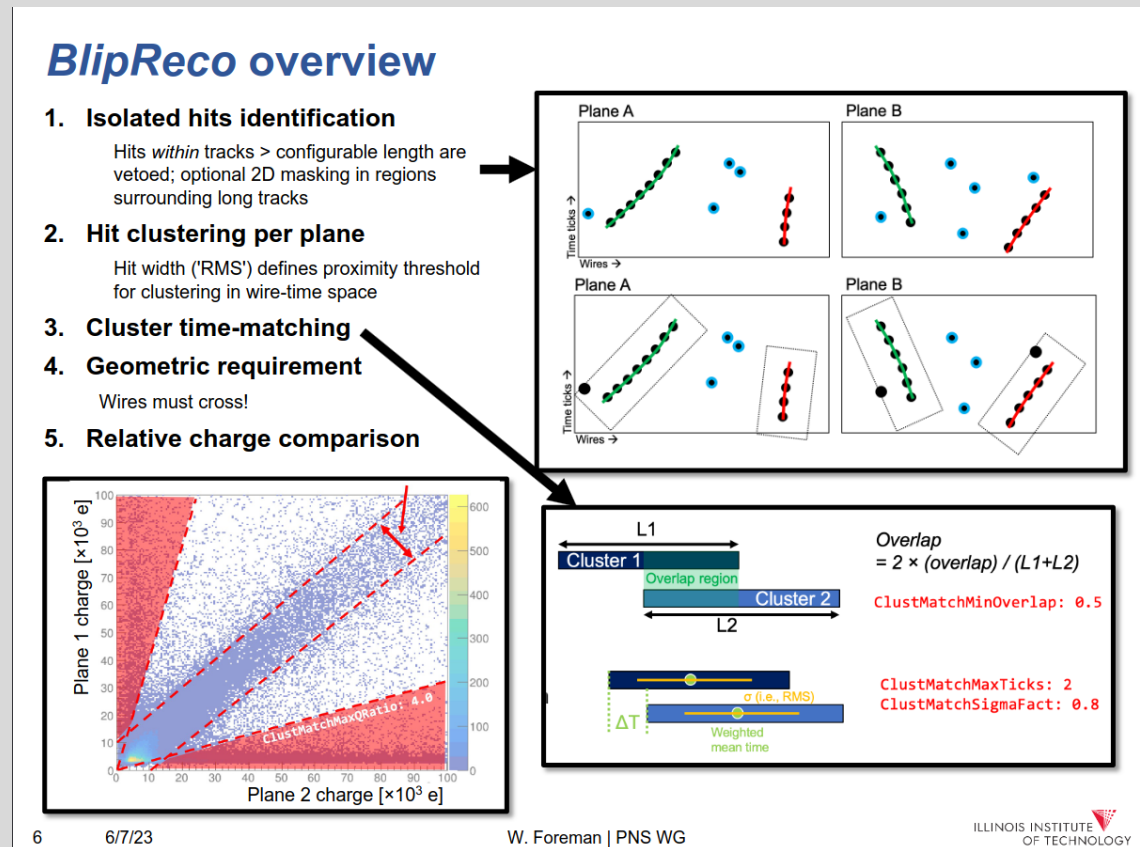 BlipReco overview
1. Isolated hits identification
Hits within tracks > configurable length are
vetoed; optional 2D masking in regions
surrounding long tracks
2. Hit clustering per plane
Hit width ('RMS') defines proximity threshold
for clustering in wire-time space
3. Cluster time-matching
4. Geometric requirement
Wires must cross!
5. Relative charge comparison
Plane A
Plane B
Time ticks →
Wires →
Plane A
Plane B
Time ticks →
Wires →
Plane 1 charge [×10³ e]
100
90
80
70
60
50
40
30
20
10
0
0 10 20 30 40 50 60 70 80 90 100
Plane 2 charge [×10³ e]
600
500
400
300
200
100
0
ClustMatchMaxQRatio: 4.0
L1
Cluster 1
Overlap region
Cluster 2
L2
Overlap
= 2 × (overlap) / (L1+L2)
ClustMatchMinOverlap: 0.5
σ (i.e., RMS)
ΔT
Weighted
mean time
ClustMatchMaxTicks: 2
ClustMatchSigmaFact: 0.8
6
6/7/23
W. Foreman | PNS WG
ILLINOIS INSTITUTE
OF TECHNOLOGY